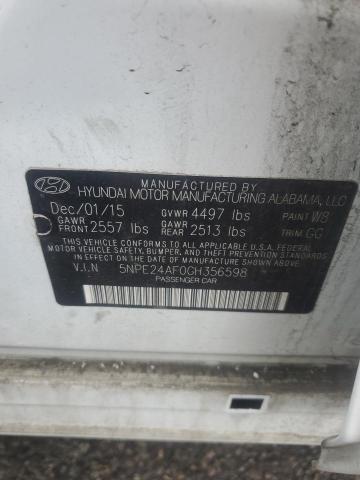 MANUFACTURED BY
HYUNDAI MOTOR MANUFACTURING ALABAMA, LLC
Dec/01/15 GVWR 4497 lbs PAINT W8
GAWR FRONT 2557 lbs GAWR REAR 2513 lbs TRIM GG
THIS VEHICLE CONFORMS TO ALL APPLICABLE U.S.A. FEDERAL
MOTOR VEHICLE SAFETY, BUMPER, AND THEFT PREVENTION
STANDARDS IN EFFECT ON THE DATE OF MANUFACTURE SHOWN ABOVE.
V.I.N 5NPE24AF0GH356598
PASSENGER CAR